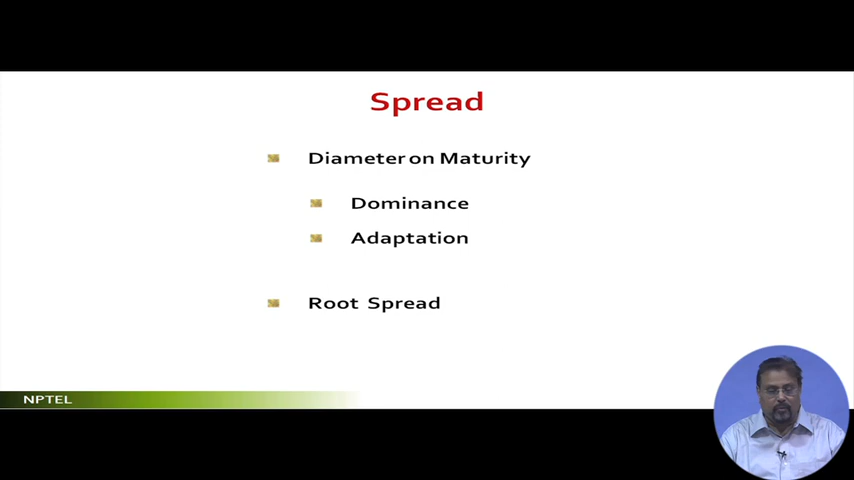 Spread
Diameter on Maturity
Dominance
Adaptation
Root Spread
NPTEL